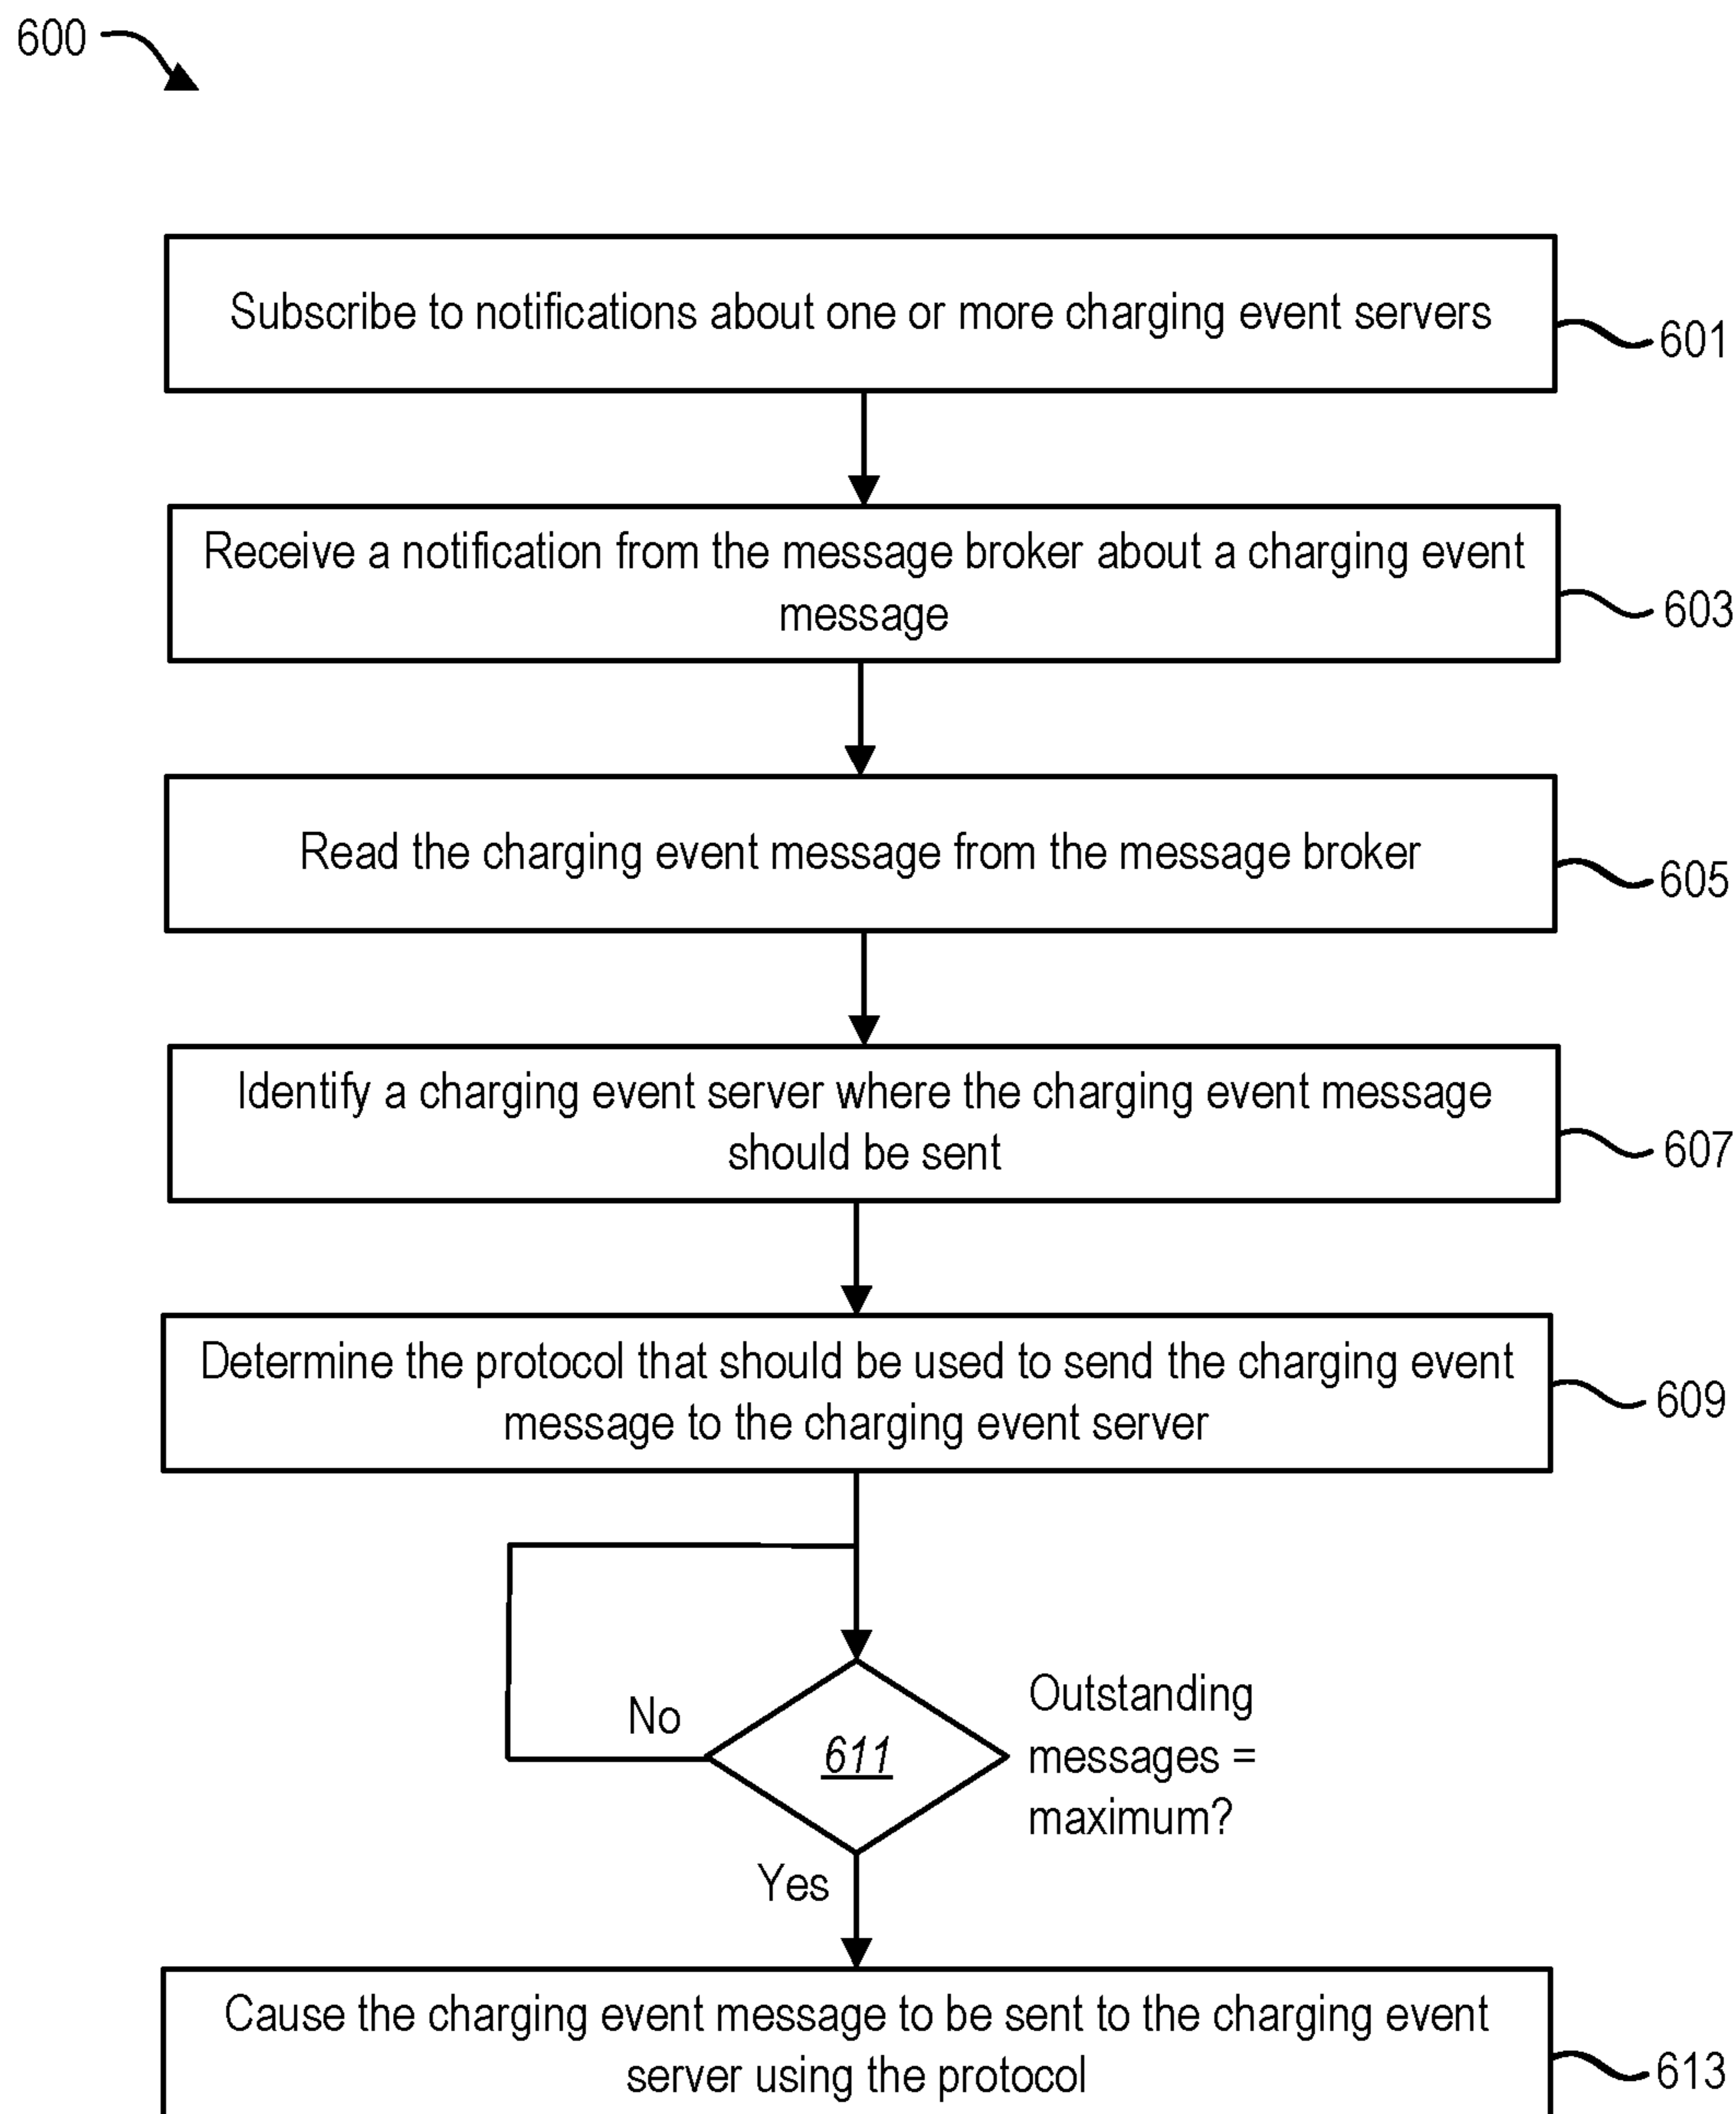 600
Subscribe to notifications about one or more charging event servers
601
Receive a notification from the message broker about a charging event
message
603
Read the charging event message from the message broker
605
Identify a charging event server where the charging event message
should be sent
607
Determine the protocol that should be used to send the charging event
message to the charging event server
609
No
611
Outstanding
messages =
maximum?
Yes
Cause the charging event message to be sent to the charging event
server using the protocol
613